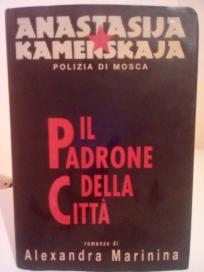 ANASTASIJA
KAMENSKAJA
POLIZIA DI MOSCA
IL
PADRONE
DELLA
CITTÀ
romanzo di
Alexandra Marinina